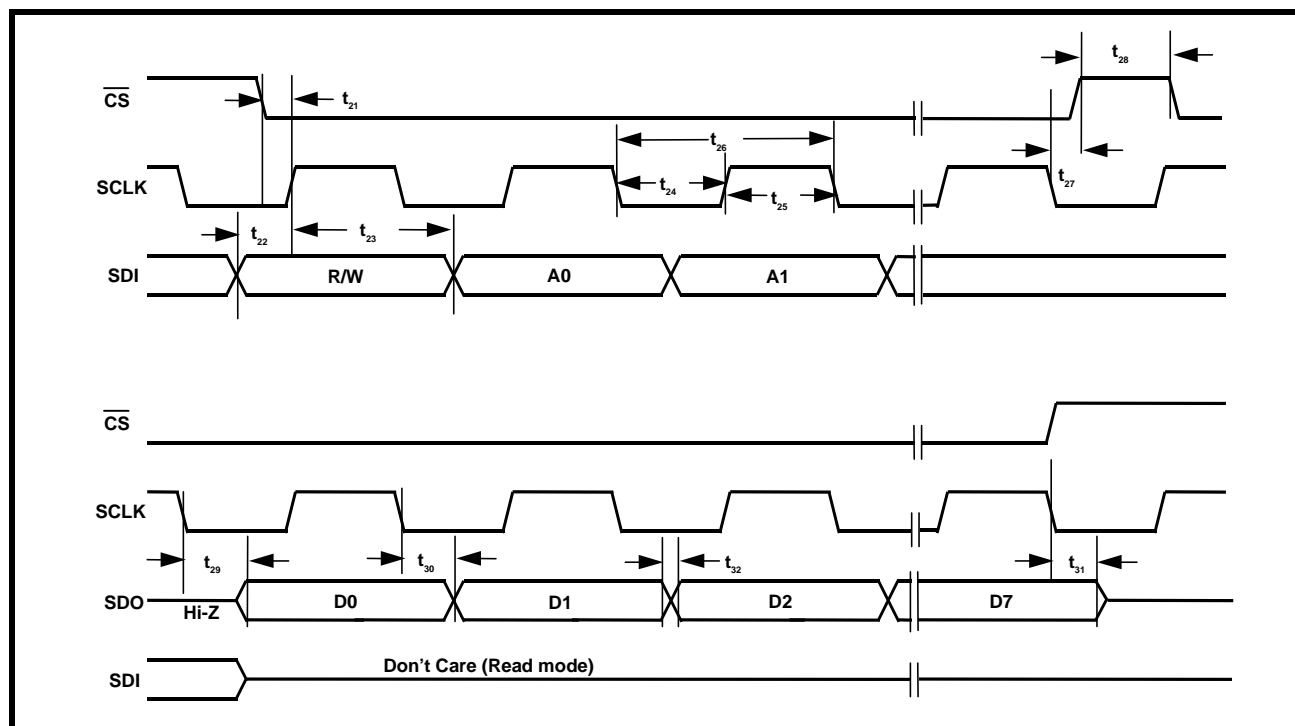 CS
t28
t21
t26
SCLK
t24
t25
t27
t22
t23
SDI
R/W
A0
A1
CS
SCLK
t29
t30
t32
t31
SDO
Hi-Z
D0
D1
D2
D7
Don't Care (Read mode)
SDI